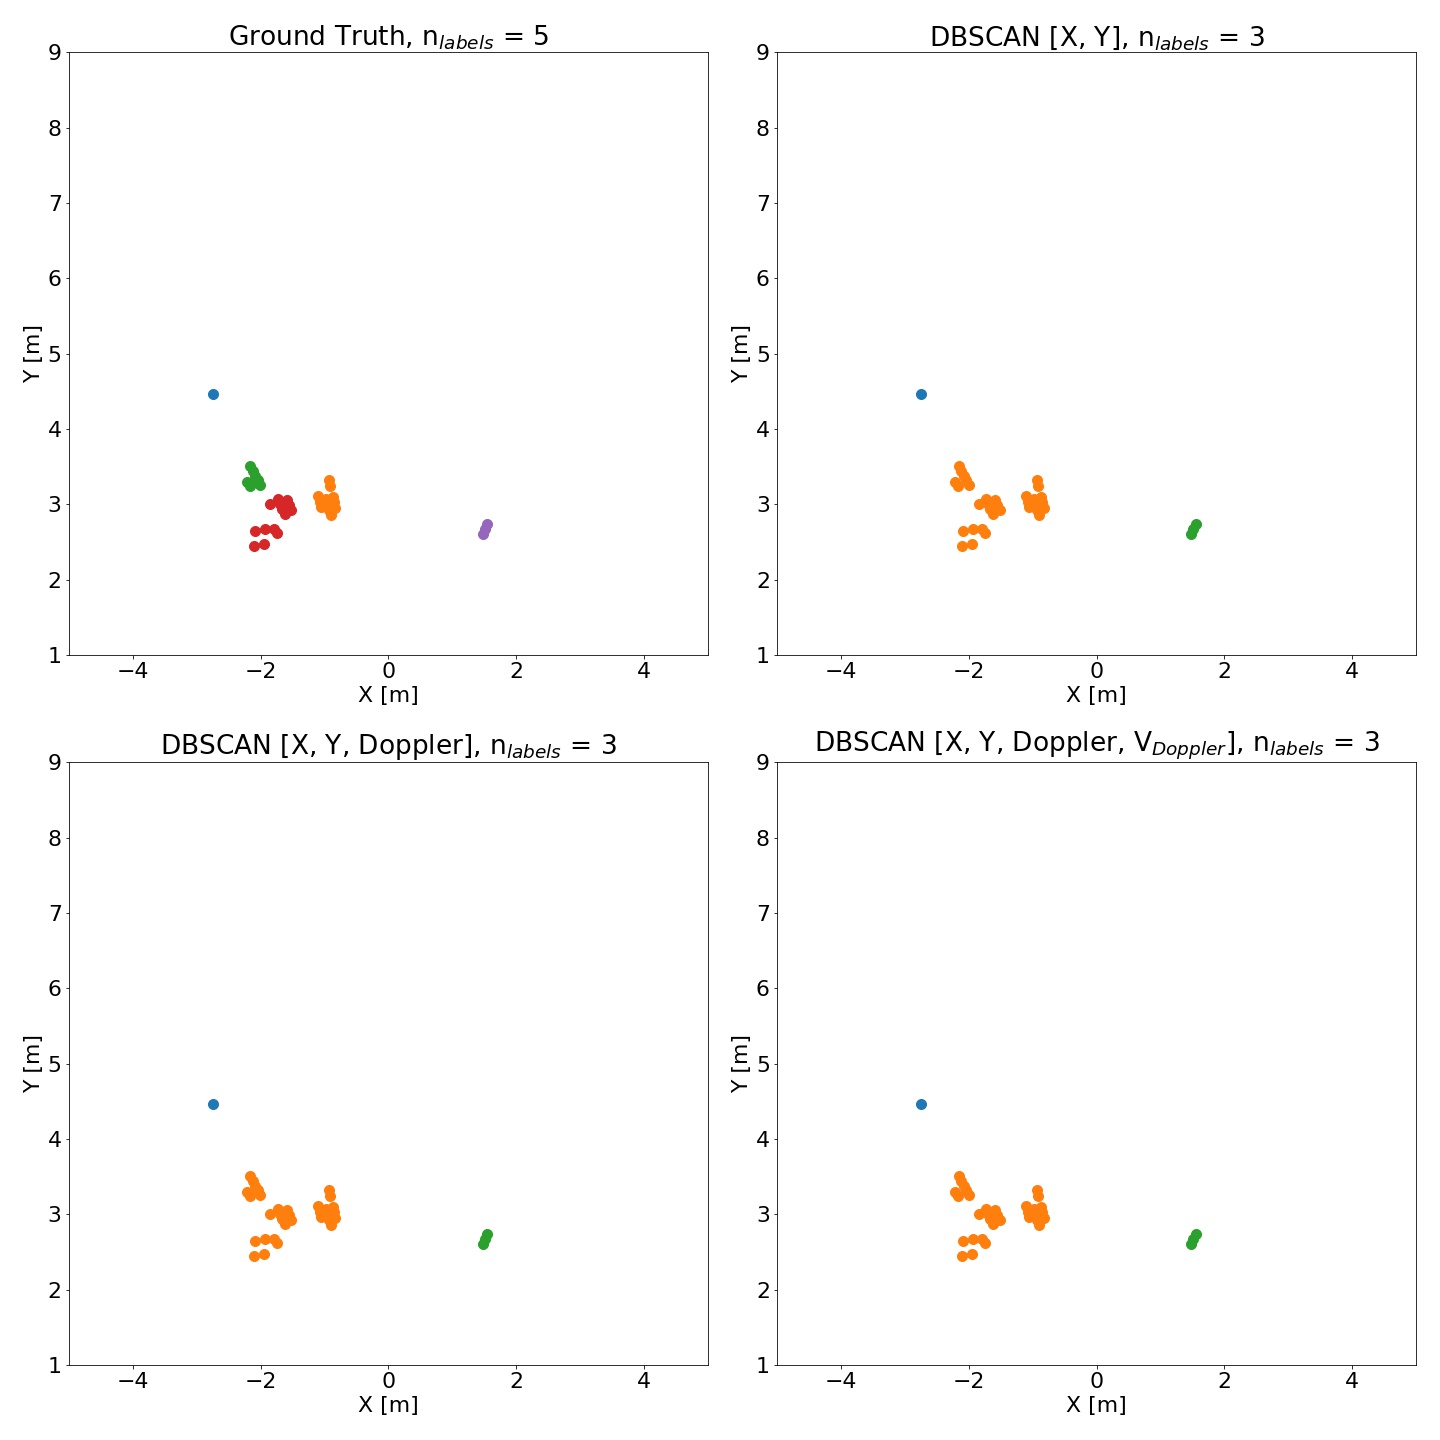 Ground Truth, n_labels = 5
9
8
7
6
5
4
3
2
1
Y [m]
−4 −2 0 2 4
X [m]
DBSCAN [X, Y], n_labels = 3
9
8
7
6
5
4
3
2
1
Y [m]
−4 −2 0 2 4
X [m]
DBSCAN [X, Y, Doppler], n_labels = 3
9
8
7
6
5
4
3
2
1
Y [m]
−4 −2 0 2 4
X [m]
DBSCAN [X, Y, Doppler, V_Doppler], n_labels = 3
9
8
7
6
5
4
3
2
1
Y [m]
−4 −2 0 2 4
X [m]